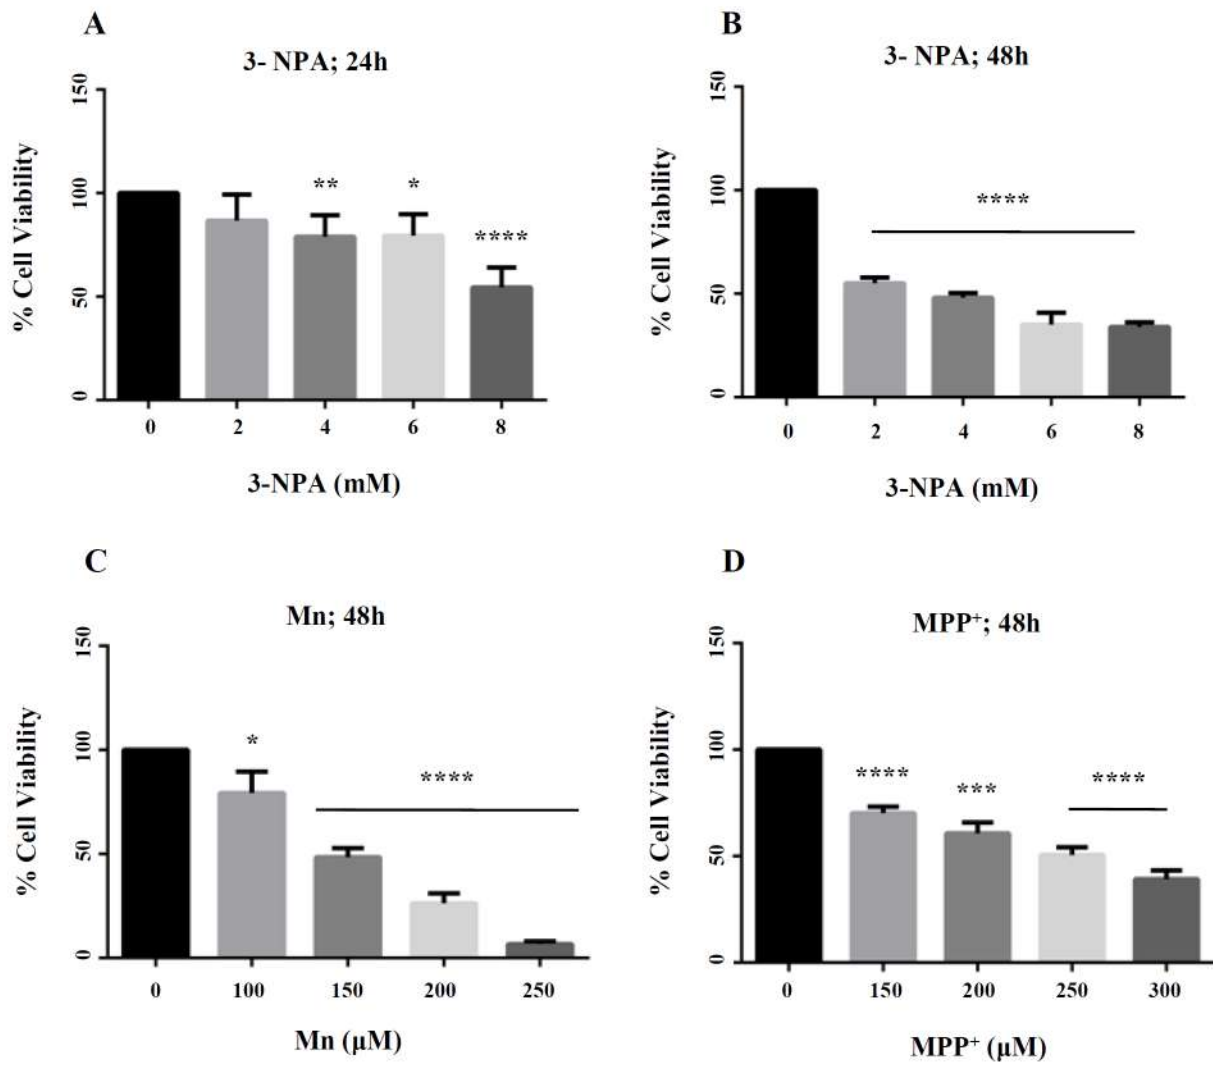 A
3- NPA; 24h
% Cell Viability
150
100
50
0
**
*
****
0 2 4 6 8
3-NPA (mM)
B
3- NPA; 48h
% Cell Viability
150
100
50
0
****
0 2 4 6 8
3-NPA (mM)
C
Mn; 48h
% Cell Viability
150
100
50
0
*
****
0 100 150 200 250
Mn (μM)
D
MPP⁺; 48h
% Cell Viability
150
100
50
0
****
***
****
0 150 200 250 300
MPP⁺ (μM)